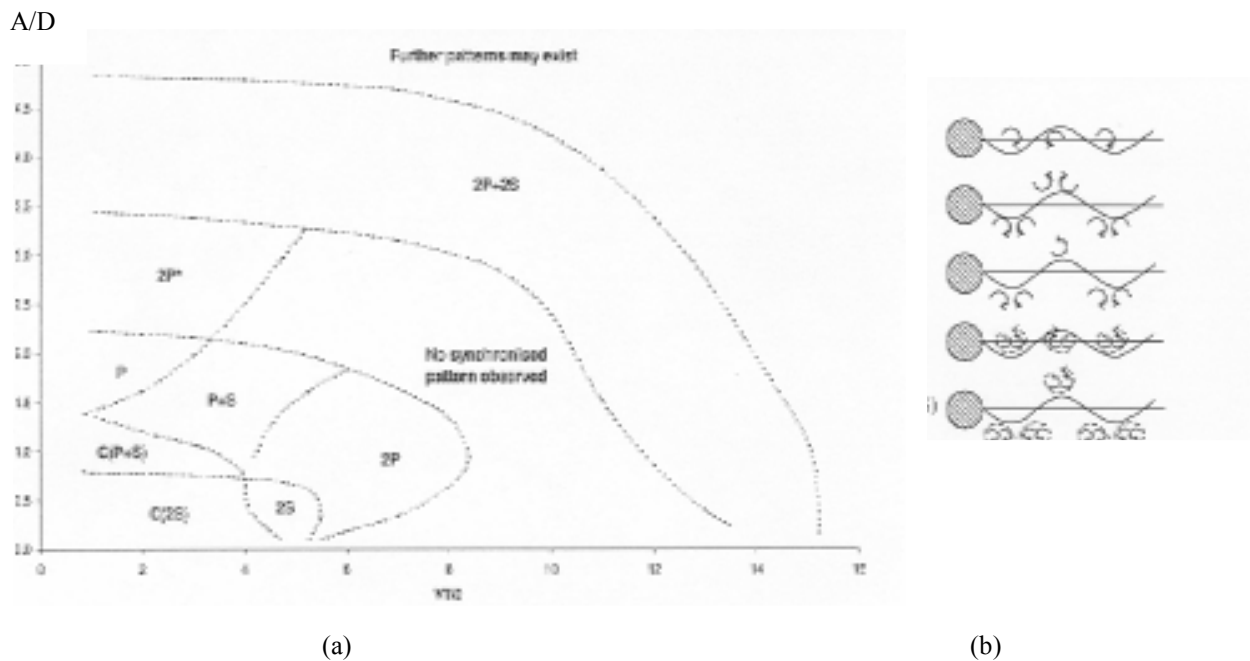 A/D
Further patterns may exist
2P+2S
2P*
No synchronised
pattern observed
P
P+S
C(P+S)
2P
2S
C(2S)
0 2 4 6 8 10 12 14 16
(a)
(b)